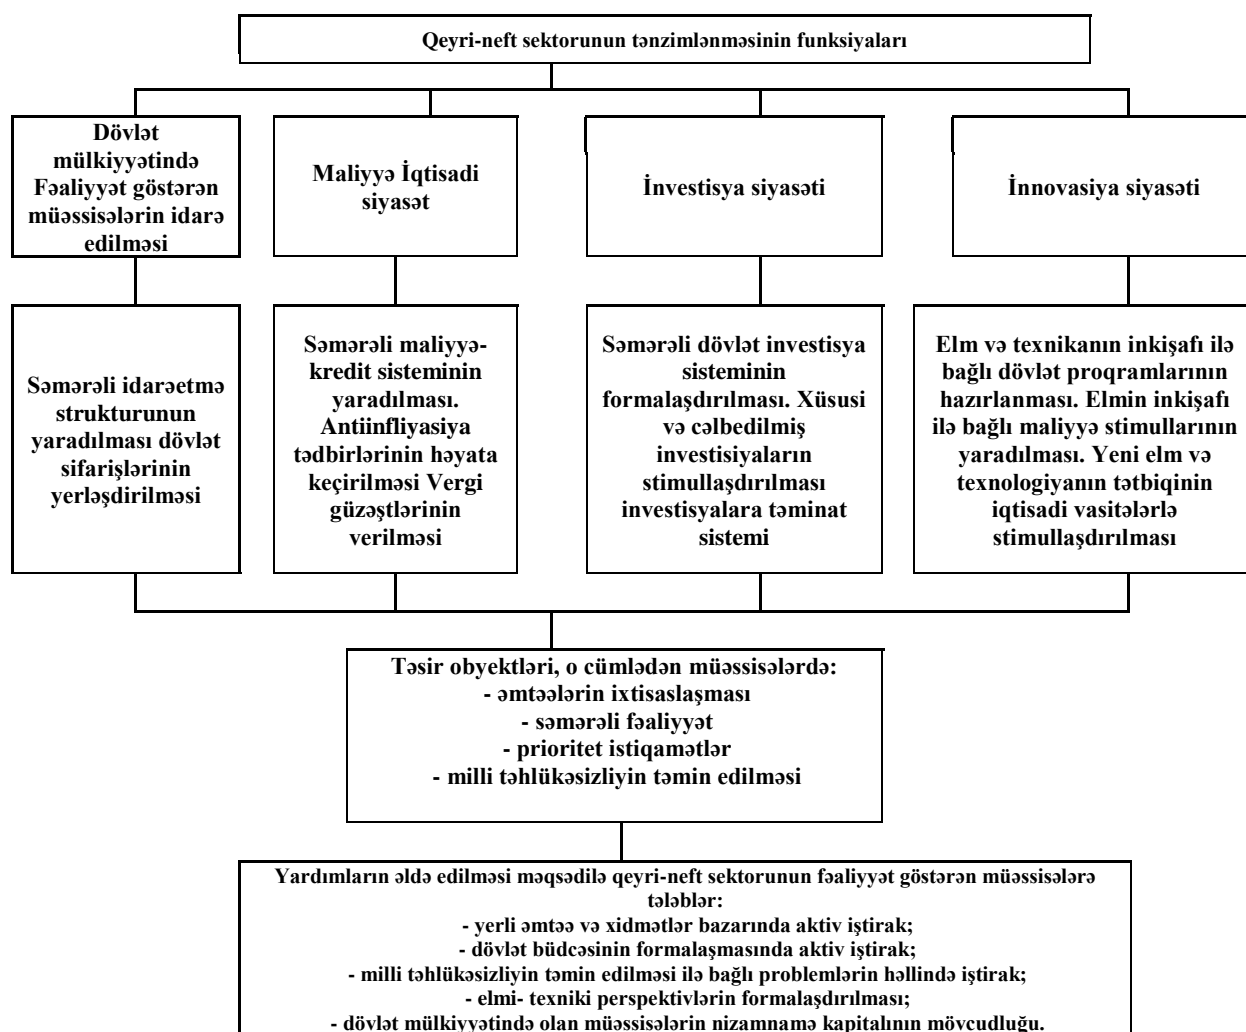 Qeyri-neft sektorunun tənzimlənməsinin funksiyaları
Dövlət
mülkiyyətində
Fəaliyyət göstərən
müəssisələrin idarə
edilməsi
Maliyyə İqtisadi
siyasət
İnvestisya siyasəti
İnnovasiya siyasəti
Səmərəli idarəetmə
strukturunun
yaradılması dövlət
sifarişlərinin
yerləşdirilməsi
Səmərəli maliyyə-
kredit sisteminin
yaradılması.
Antiinfliyasiya
tədbirlərinin həyata
keçirilməsi Vergi
güzəştlərinin
verilməsi
Səmərəli dövlət investisya
sisteminin
formalaşdırılması. Xüsusi
və cəlbedilmiş
investisiyaların
stimullaşdırılması
investisyalara təminat
sistemi
Elm və texnikanın inkişafı ilə
bağlı dövlət proqramlarının
hazırlanması. Elmin inkişafı
ilə bağlı maliyyə stimullarının
yaradılması. Yeni elm və
texnologiyanın tətbiqinin
iqtisadi vasitələrlə
stimullaşdırılması
Təsir obyektləri, o cümlədən müəssisələrdə:
- əmtəələrin ixtisaslaşması
- səmərəli fəaliyyət
- prioritet istiqamətlər
- milli təhlükəsizliyin təmin edilməsi
Yardımların əldə edilməsi məqsədilə qeyri-neft sektorunun fəaliyyət göstərən müəssisələrə
tələblər:
- yerli əmtəə və xidmətlər bazarında aktiv iştirak;
- dövlət büdcəsinin formalaşmasında aktiv iştirak;
- milli təhlükəsizliyin təmin edilməsi ilə bağlı problemlərin həllində iştirak;
- elmi- texniki perspektivlərin formalaşdırılması;
- dövlət mülkiyyətində olan müəssisələrin nizamnamə kapitalının mövcudluğu.